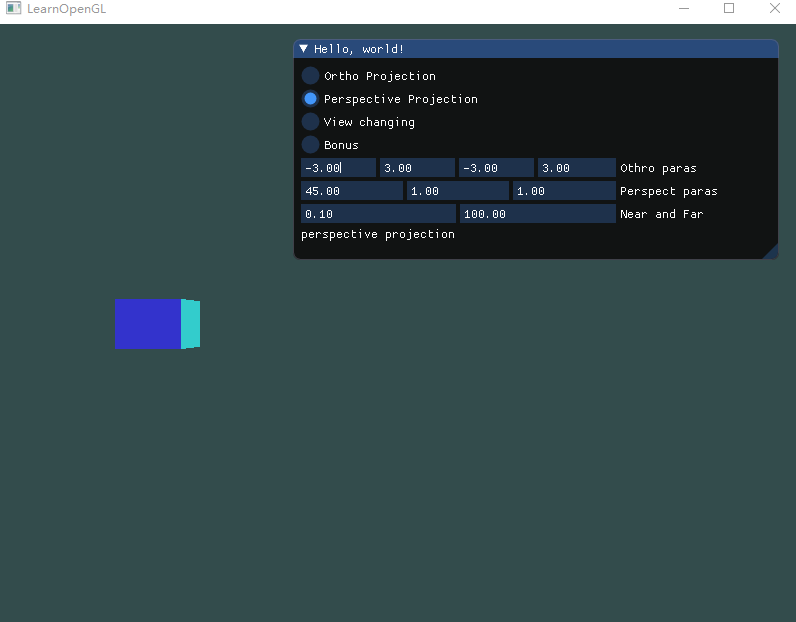 LearnOpenGL
Hello, world!
Ortho Projection
Perspective Projection
View changing
Bonus
-3.00 3.00 -3.00 3.00 Othro paras
45.00 1.00 1.00 Perspect paras
0.10 100.00 Near and Far
perspective projection